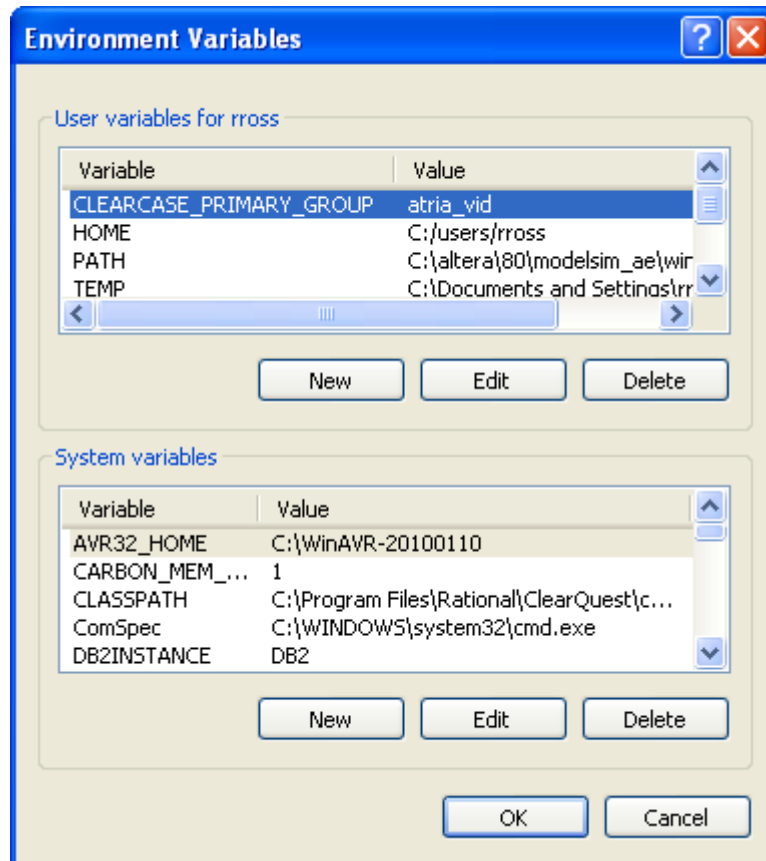 Environment Variables
User variables for rross
Variable Value
CLEARCASE_PRIMARY_GROUP atria_vid
HOME C:/users/rross
PATH C:\altera\80\modelsim_ae\wir
TEMP C:\Documents and Settings\rr
New Edit Delete
System variables
Variable Value
AVR32_HOME C:\WinAVR-20100110
CARBON_MEM_... 1
CLASSPATH C:\Program Files\Rational\ClearQuest\c...
ComSpec C:\WINDOWS\system32\cmd.exe
DB2INSTANCE DB2
New Edit Delete
OK Cancel